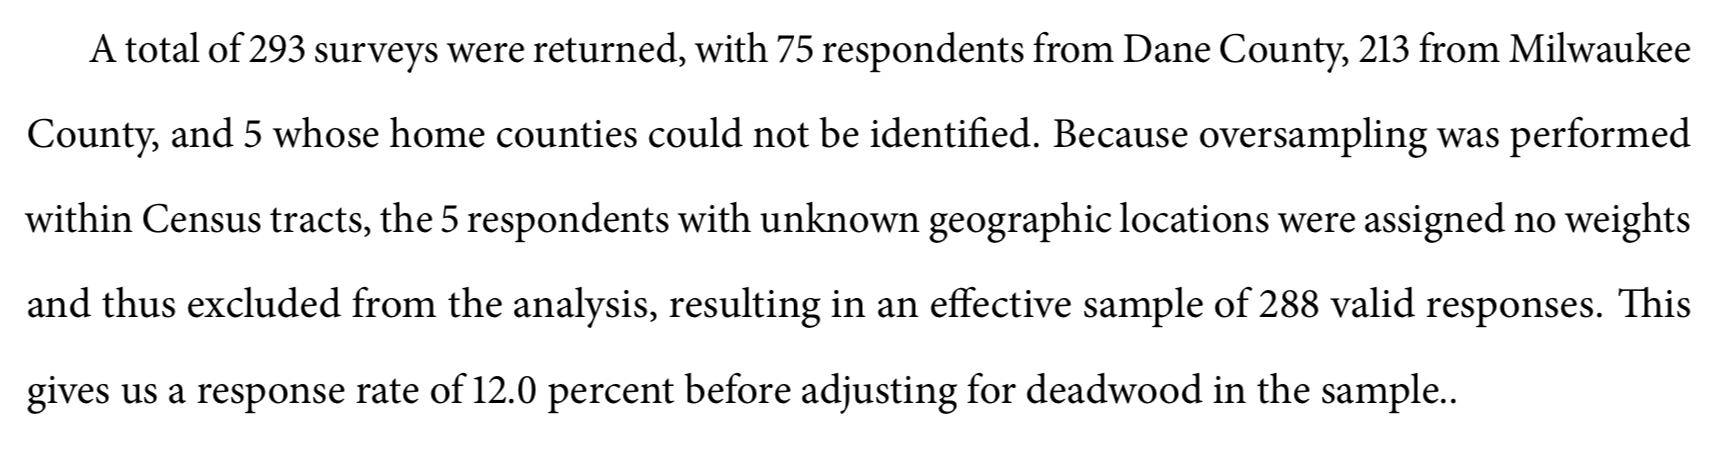 A total of 293 surveys were returned, with 75 respondents from Dane County, 213 from Milwaukee
County, and 5 whose home counties could not be identified. Because oversampling was performed
within Census tracts, the 5 respondents with unknown geographic locations were assigned no weights
and thus excluded from the analysis, resulting in an effective sample of 288 valid responses. This
gives us a response rate of 12.0 percent before adjusting for deadwood in the sample..